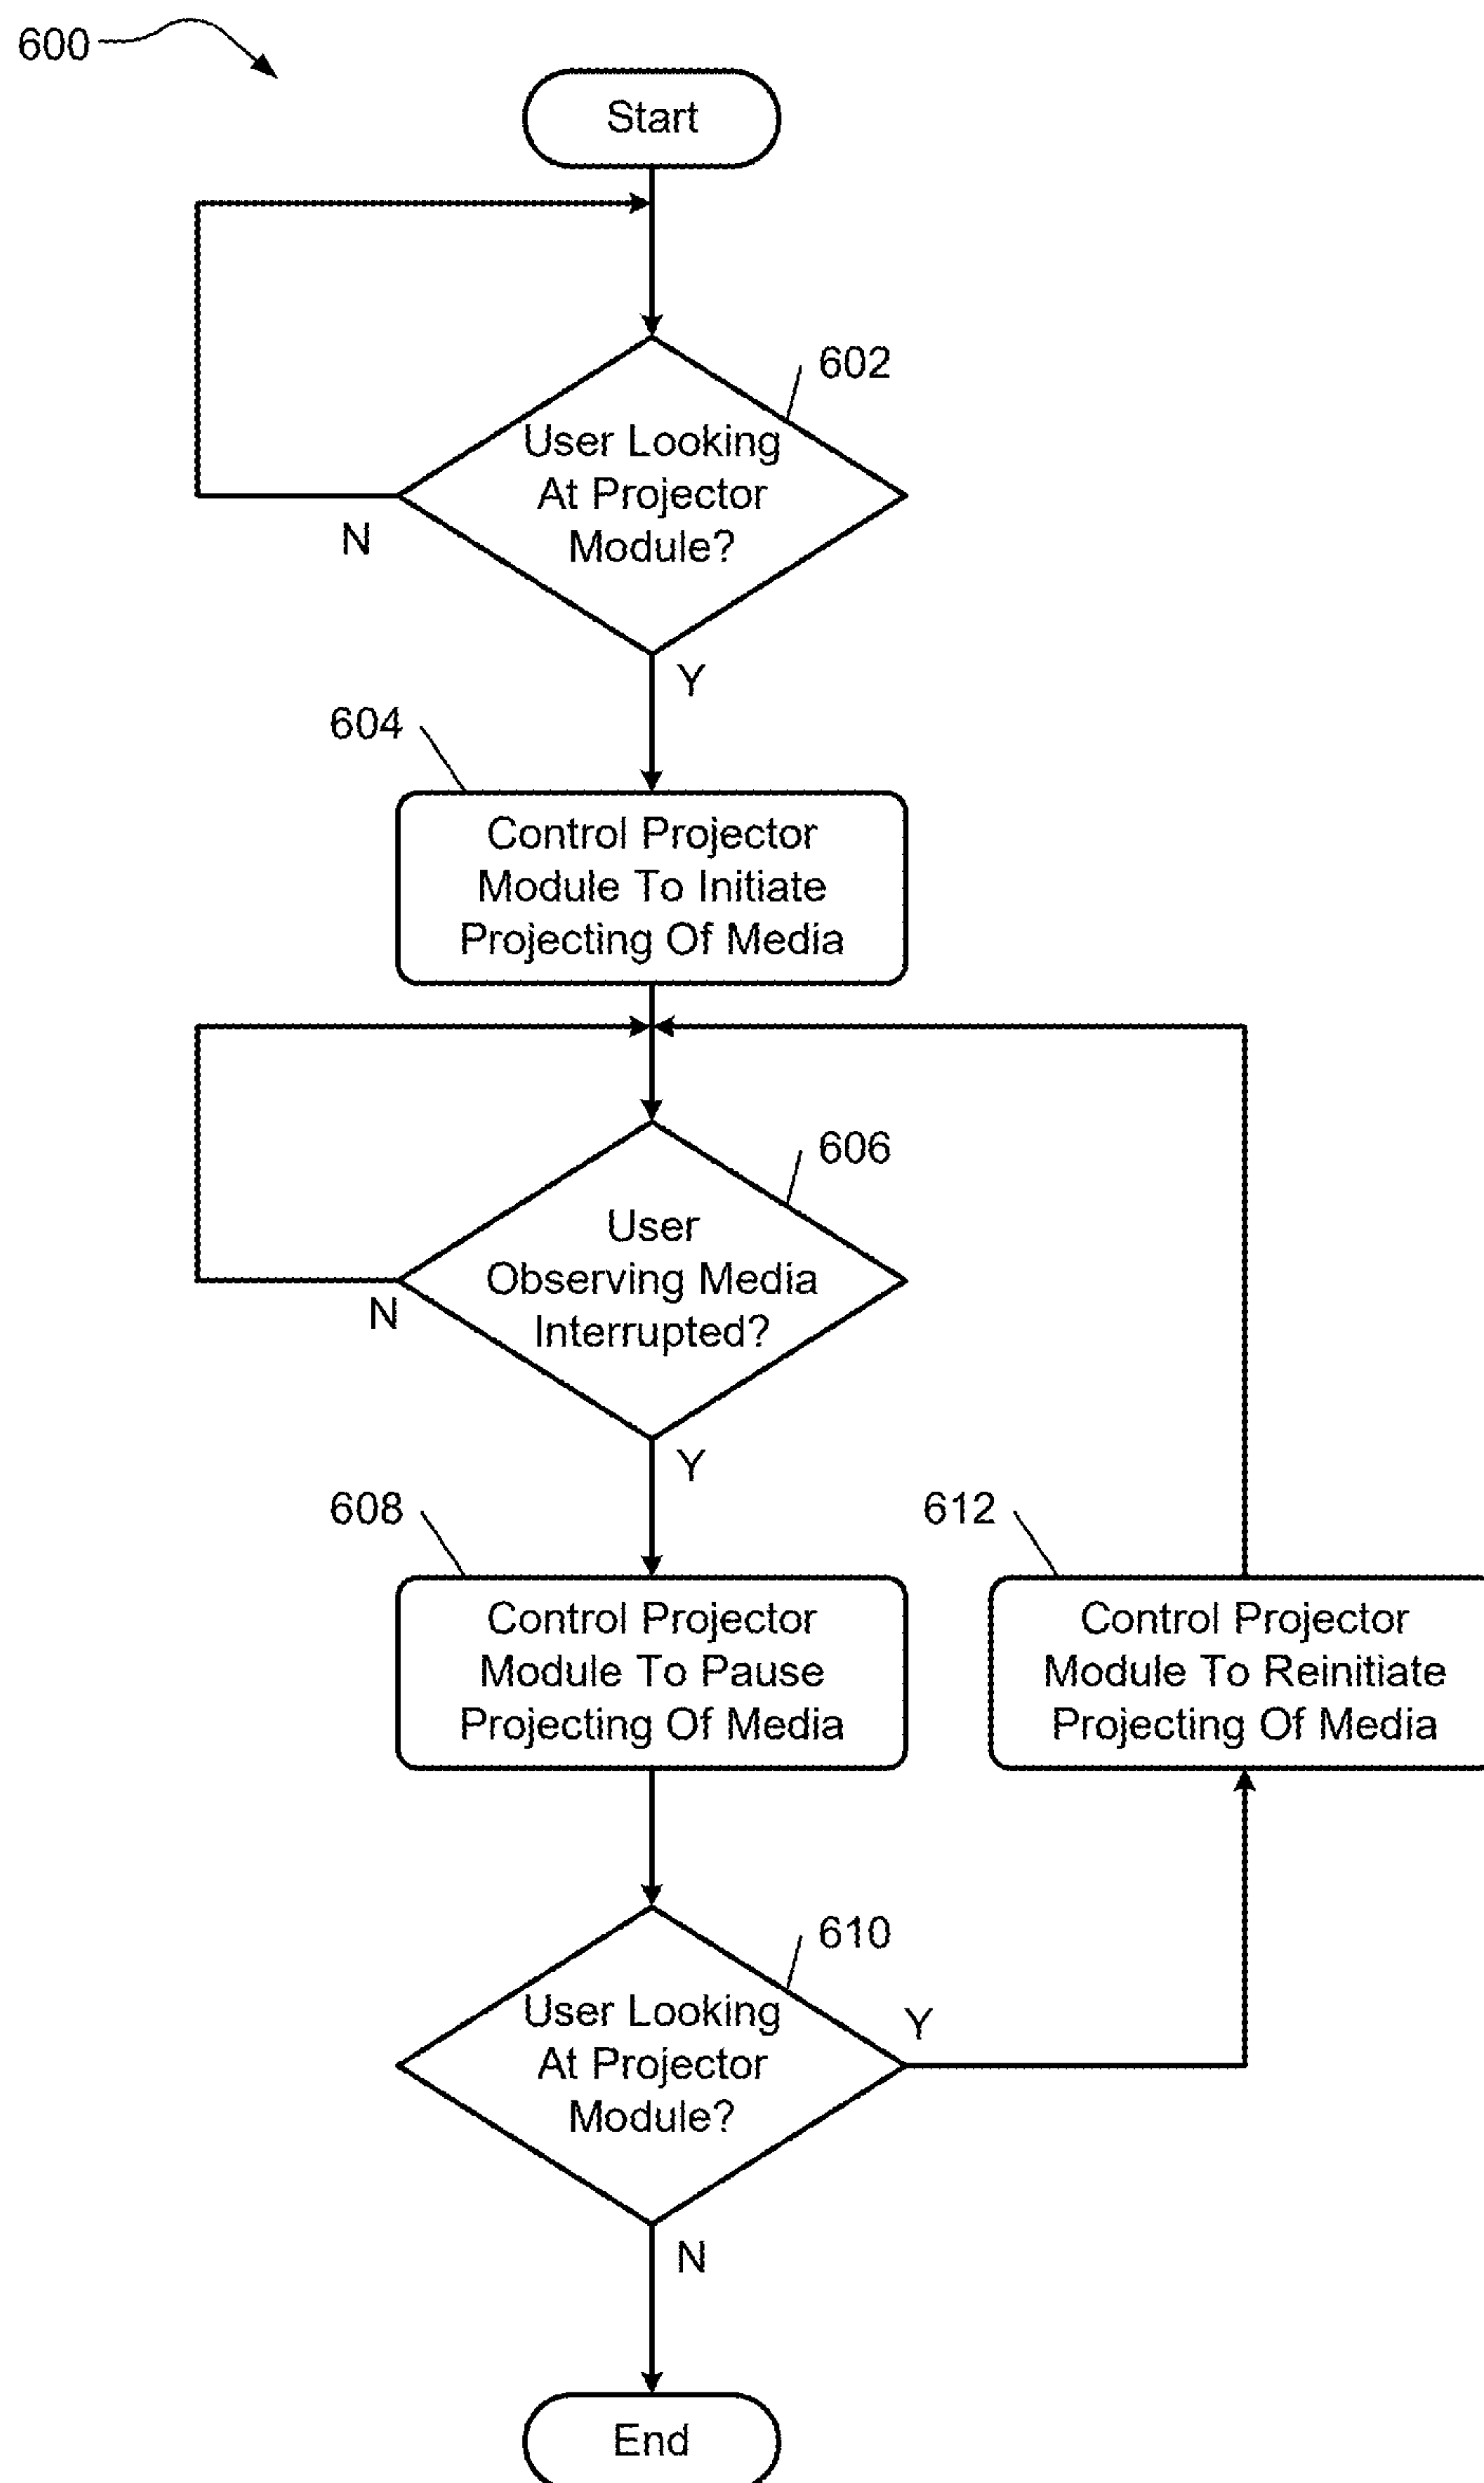 600
Start
602
User Looking
At Projector
Module?
N
Y
604
Control Projector
Module To Initiate
Projecting Of Media
606
User
Observing Media
Interrupted?
N
Y
608
Control Projector
Module To Pause
Projecting Of Media
612
Control Projector
Module To Reinitiate
Projecting Of Media
610
User Looking
At Projector
Module?
Y
N
End